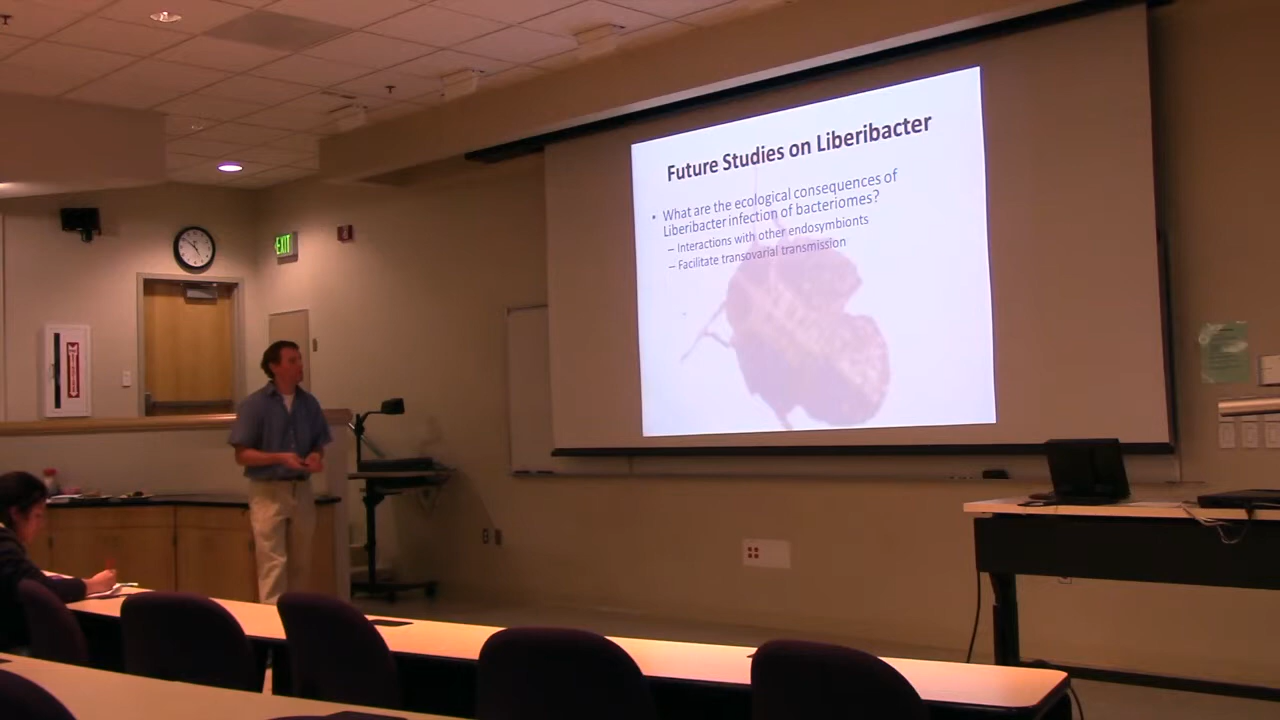 Future Studies on Liberibacter
• What are the ecological consequences of
Liberibacter infection of bacteriomes?
– Interactions with other endosymbionts
– Facilitate transovarial transmission
EXIT